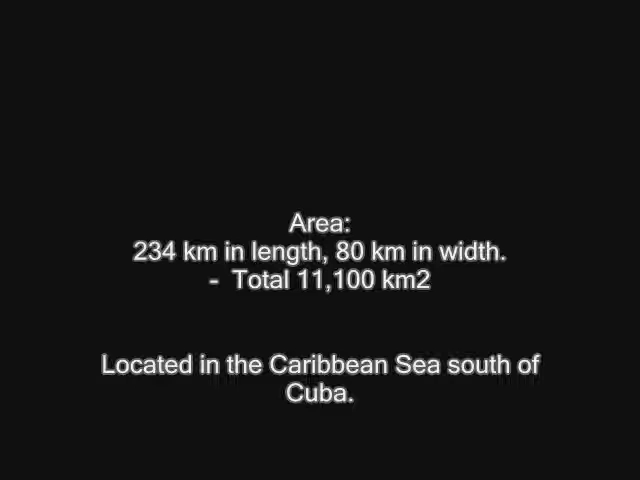 Area:
234 km in length, 80 km in width.
-  Total 11,100 km2
Located in the Caribbean Sea south of
Cuba.